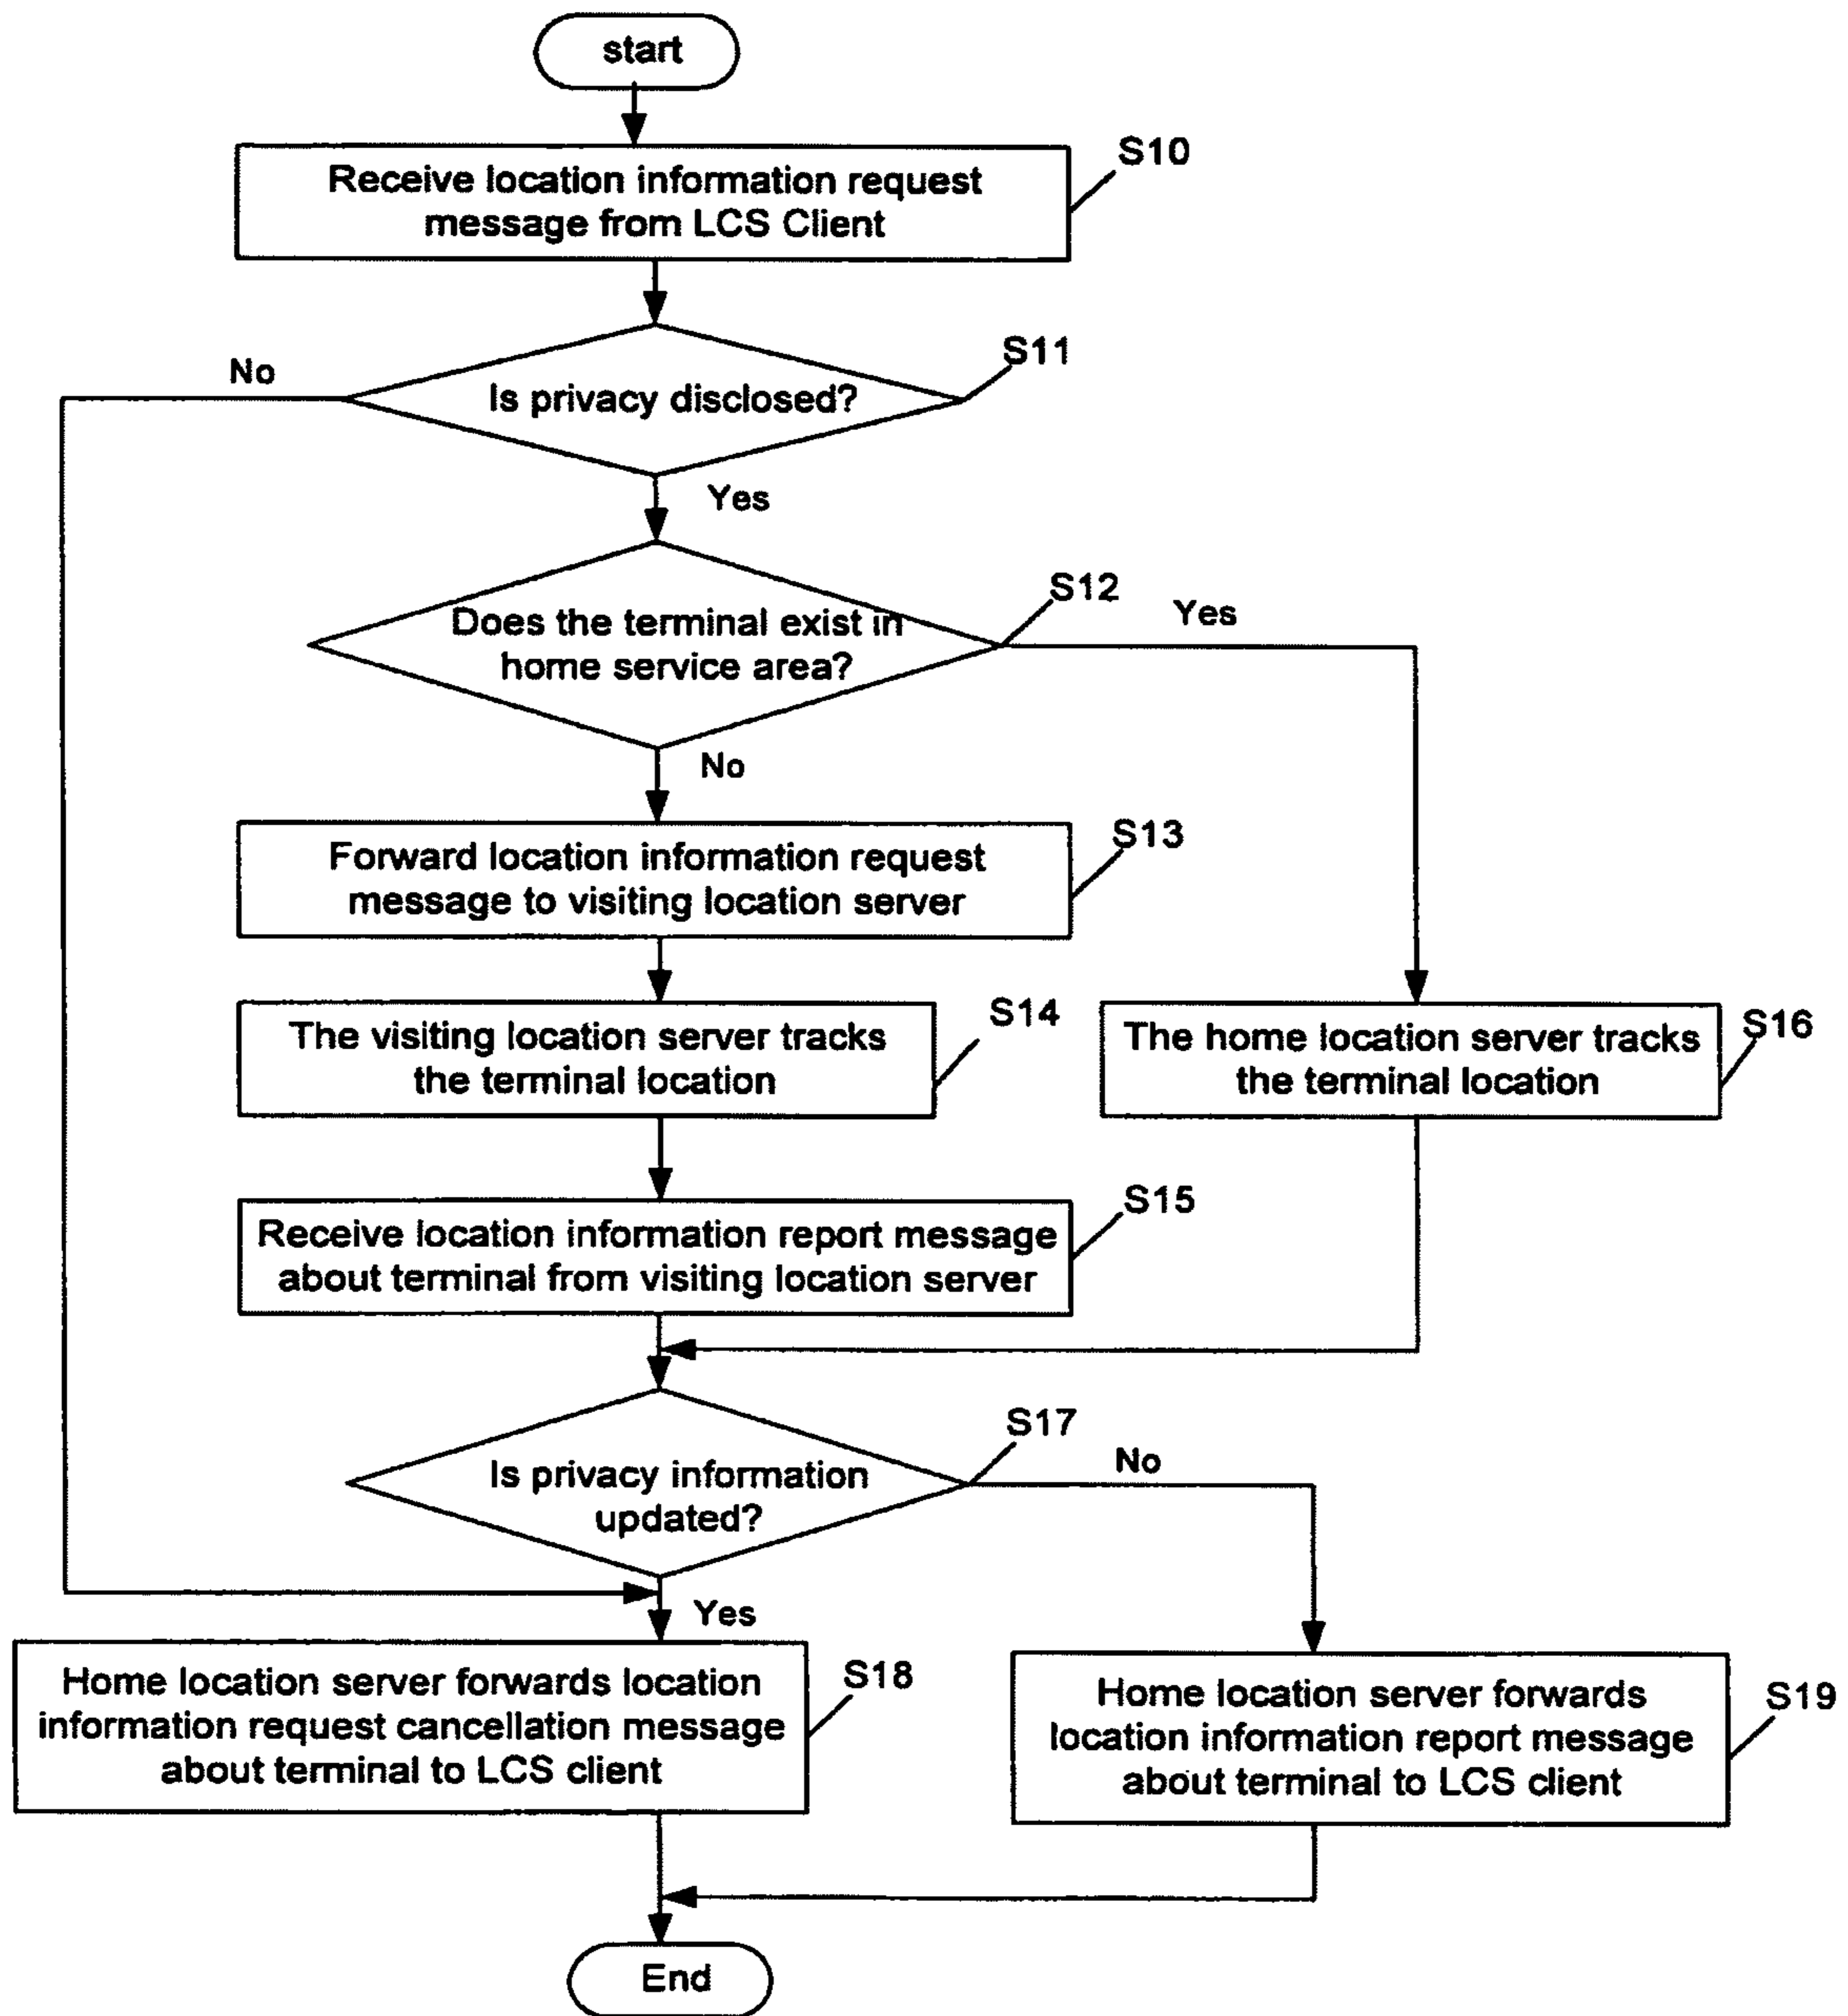 start
Receive location information request
message from LCS Client
S10
Is privacy disclosed?
S11
No
Yes
Does the terminal exist in
home service area?
S12
Yes
No
Forward location information request
message to visiting location server
S13
The visiting location server tracks
the terminal location
S14
The home location server tracks
the terminal location
S16
Receive location information report message
about terminal from visiting location server
S15
Is privacy information
updated?
S17
No
Yes
Home location server forwards location
information request cancellation message
about terminal to LCS client
S18
Home location server forwards
location information report message
about terminal to LCS client
S19
End